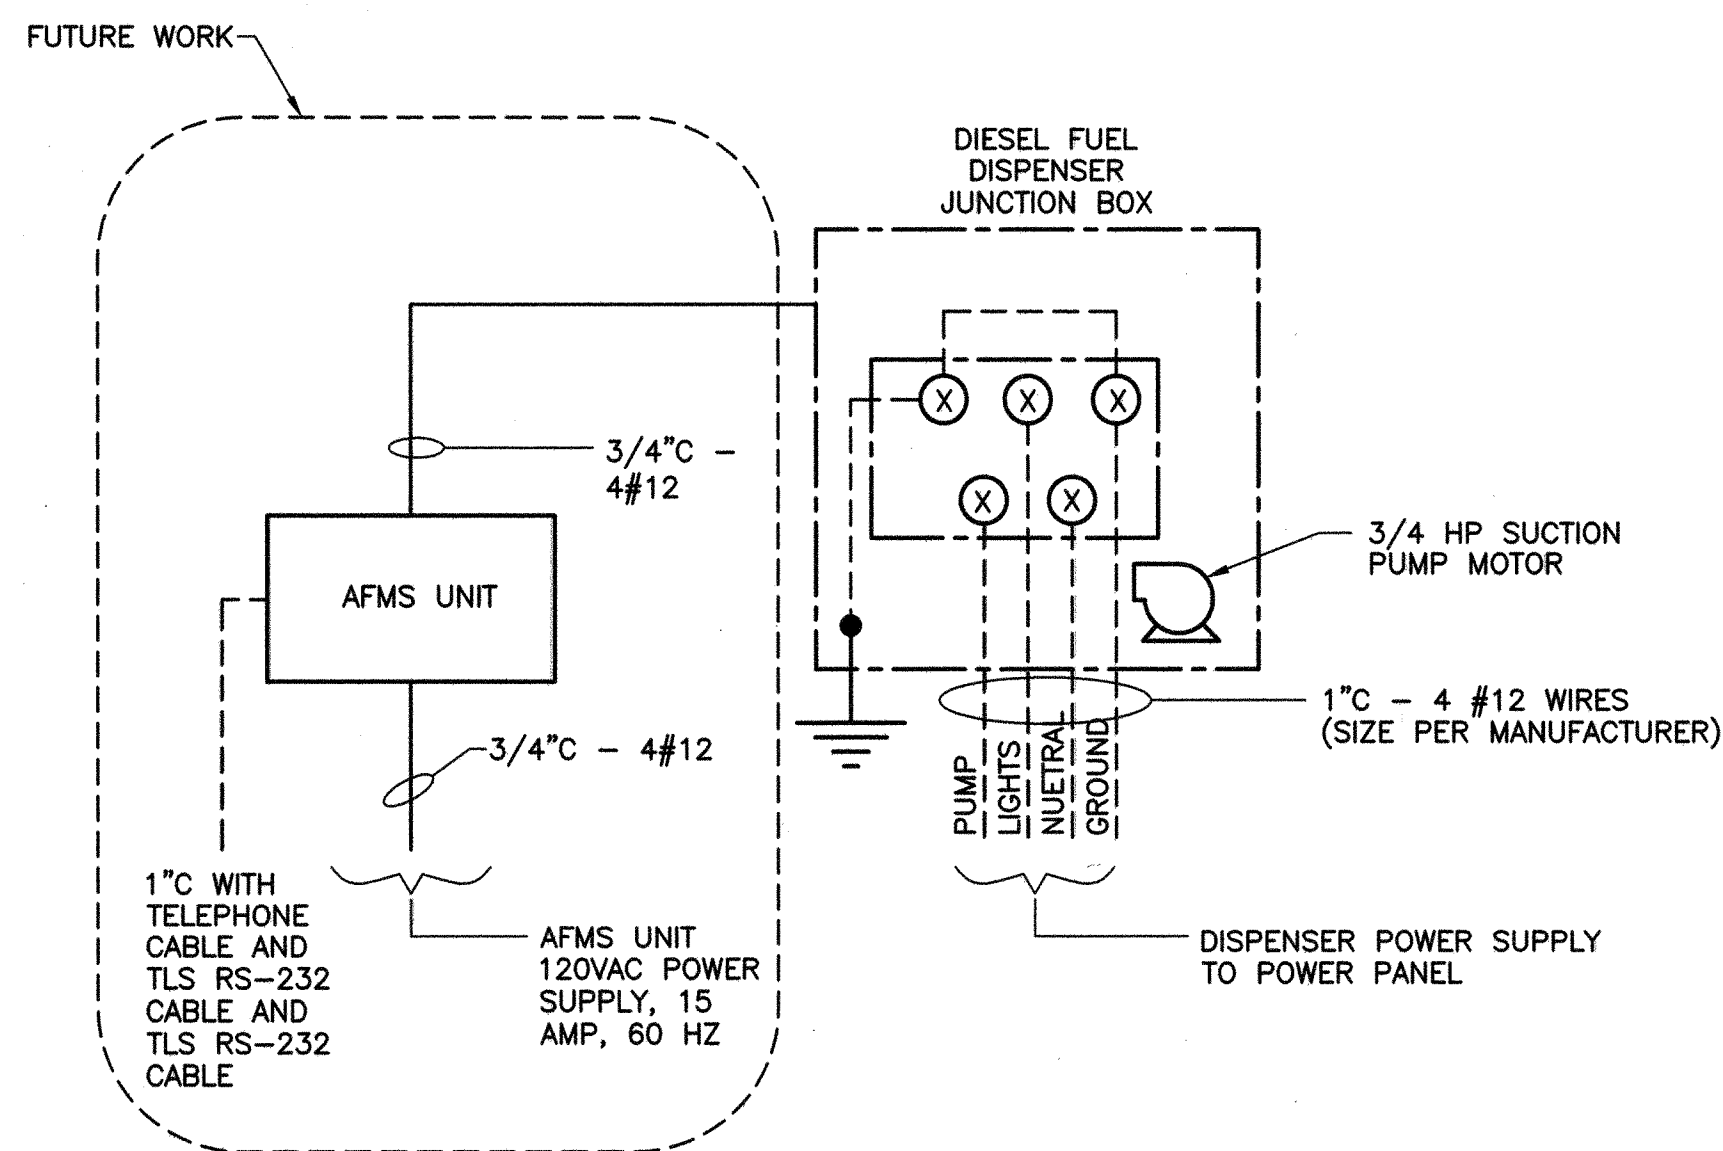 FUTURE WORK
DIESEL FUEL
DISPENSER
JUNCTION BOX
X X X
X X
3/4"C -
4#12
AFMS UNIT
3/4 HP SUCTION
PUMP MOTOR
3/4"C - 4#12
1"C - 4 #12 WIRES
(SIZE PER MANUFACTURER)
PUMP
LIGHTS
NUETRAL
GROUND
1"C WITH
TELEPHONE
CABLE AND
TLS RS-232
CABLE AND
TLS RS-232
CABLE
AFMS UNIT
120VAC POWER
SUPPLY, 15
AMP, 60 HZ
DISPENSER POWER SUPPLY
TO POWER PANEL